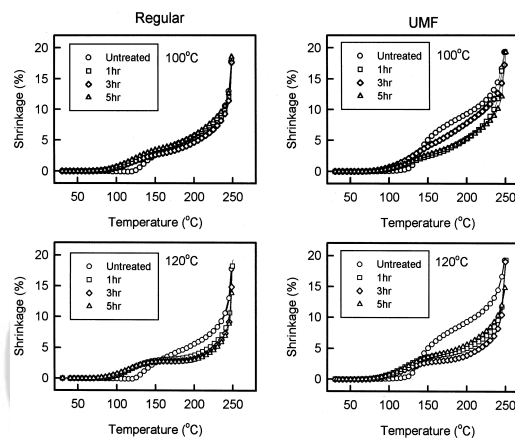 Regular
UMF
Shrinkage (%)
20
15
10
5
0
Untreated
1hr
3hr
5hr
100°C
50 100 150 200 250
Temperature (°C)
Shrinkage (%)
20
15
10
5
0
Untreated
1hr
3hr
5hr
100°C
50 100 150 200 250
Temperature (°C)
Shrinkage (%)
20
15
10
5
0
Untreated
1hr
3hr
5hr
120°C
50 100 150 200 250
Temperature (°C)
Shrinkage (%)
20
15
10
5
0
Untreated
1hr
3hr
5hr
120°C
50 100 150 200 250
Temperature (°C)